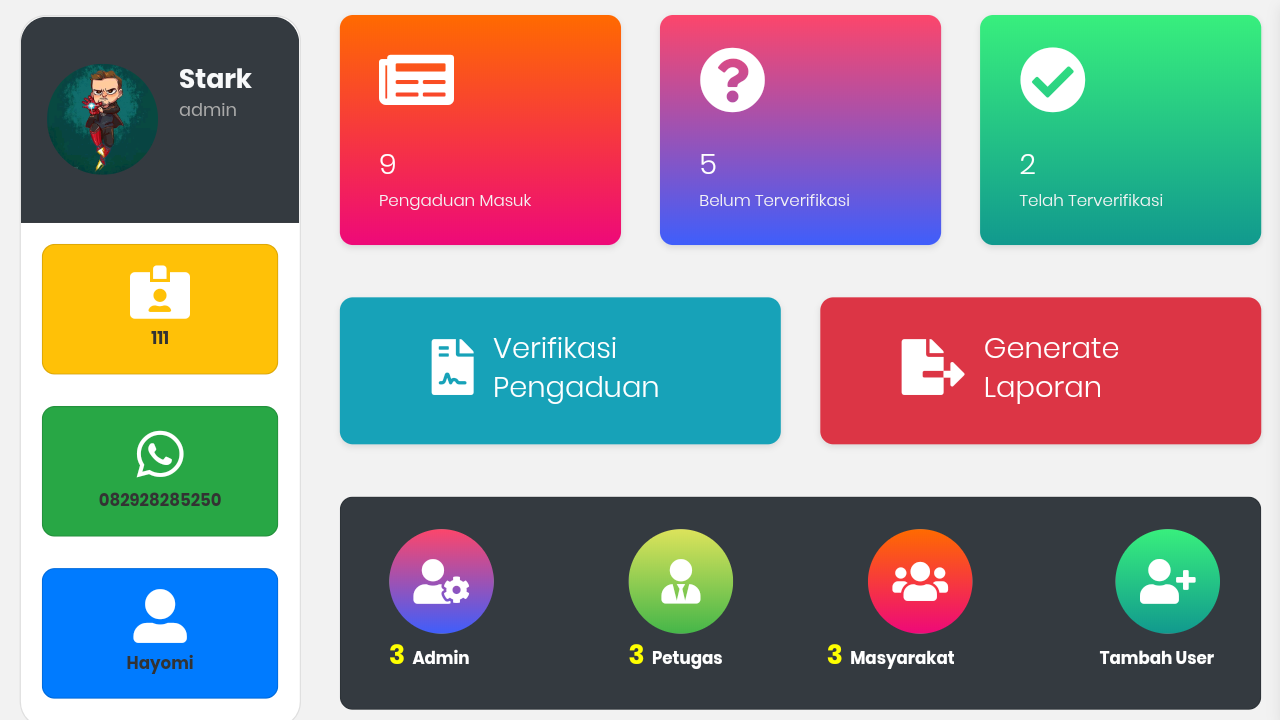 Stark
admin
111
082928285250
Hayomi
9
Pengaduan Masuk
5
Belum Terverifikasi
2
Telah Terverifikasi
Verifikasi
Pengaduan
Generate
Laporan
3 Admin
3 Petugas
3 Masyarakat
Tambah User